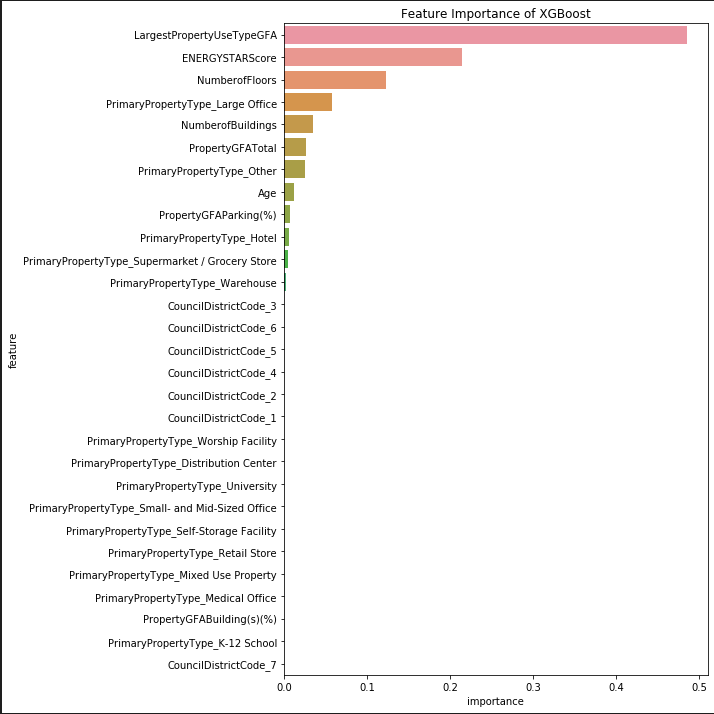 Feature Importance of XGBoost
LargestPropertyUseTypeGFA
ENERGYSTARScore
NumberofFloors
PrimaryPropertyType_Large Office
NumberofBuildings
PropertyGFATotal
PrimaryPropertyType_Other
Age
PropertyGFAParking(%)
PrimaryPropertyType_Hotel
PrimaryPropertyType_Supermarket / Grocery Store
PrimaryPropertyType_Warehouse
CouncilDistrictCode_3
CouncilDistrictCode_6
CouncilDistrictCode_5
CouncilDistrictCode_4
CouncilDistrictCode_2
CouncilDistrictCode_1
PrimaryPropertyType_Worship Facility
PrimaryPropertyType_Distribution Center
PrimaryPropertyType_University
PrimaryPropertyType_Small- and Mid-Sized Office
PrimaryPropertyType_Self-Storage Facility
PrimaryPropertyType_Retail Store
PrimaryPropertyType_Mixed Use Property
PrimaryPropertyType_Medical Office
PropertyGFABuilding(s)(%)
PrimaryPropertyType_K-12 School
CouncilDistrictCode_7
feature
0.0 0.1 0.2 0.3 0.4 0.5
importance